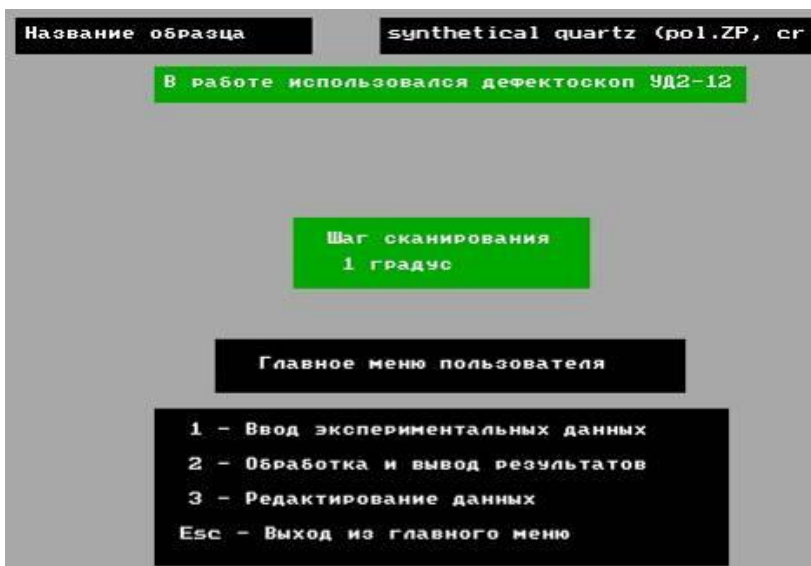 Название образца
synthetical quartz (pol.ZP, cr
В работе использовался дефектоскоп УД2-12
Шаг сканирования
1 градус
Главное меню пользователя
1 - Ввод экспериментальных данных
2 - Обработка и вывод результатов
3 - Редактирование данных
Esc - Выход из главного меню